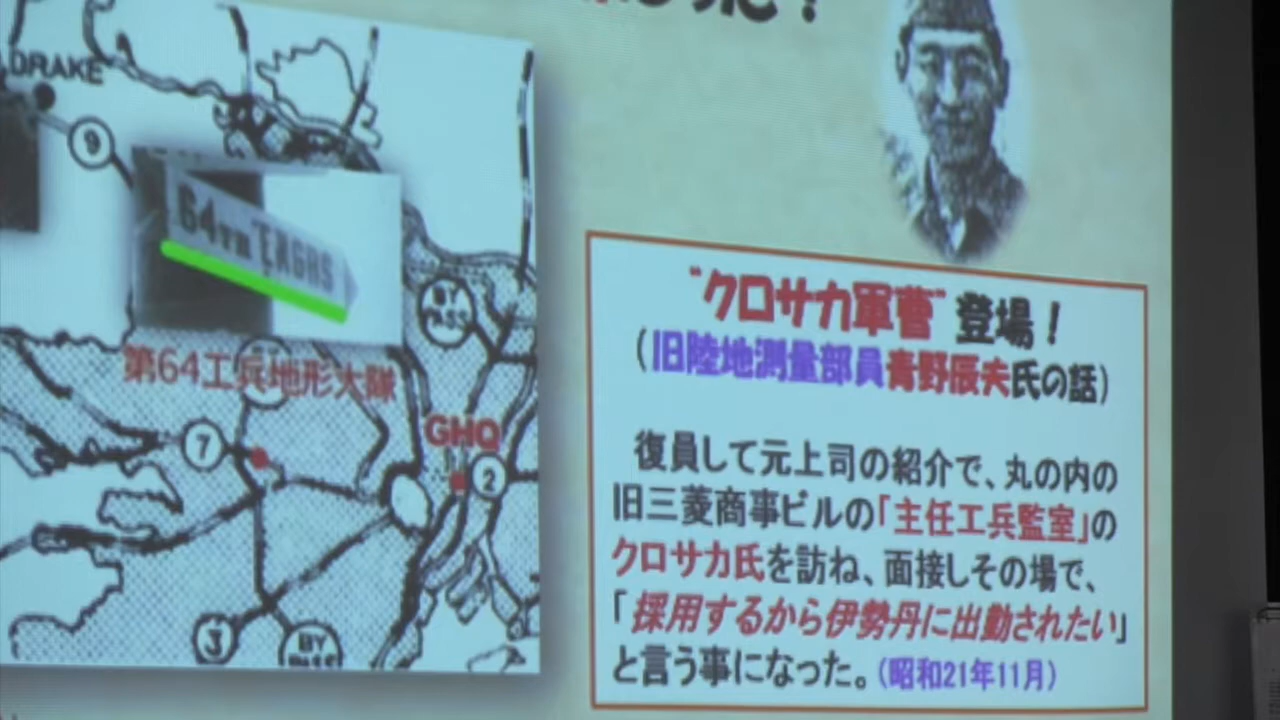 DRAKE
9
64TH ENGRS
第64工兵地形大隊
BY PASS
7
GHQ
2
3
BY PASS
"クロサカ軍曹"登場！
（旧陸地測量部員青野辰夫氏の話）
復員して元上司の紹介で、丸の内の
旧三菱商事ビルの「主任工兵監室」の
クロサカ氏を訪ね、面接しその場で、
「採用するから伊勢丹に出勤されたい」
と言う事になった。（昭和21年11月）